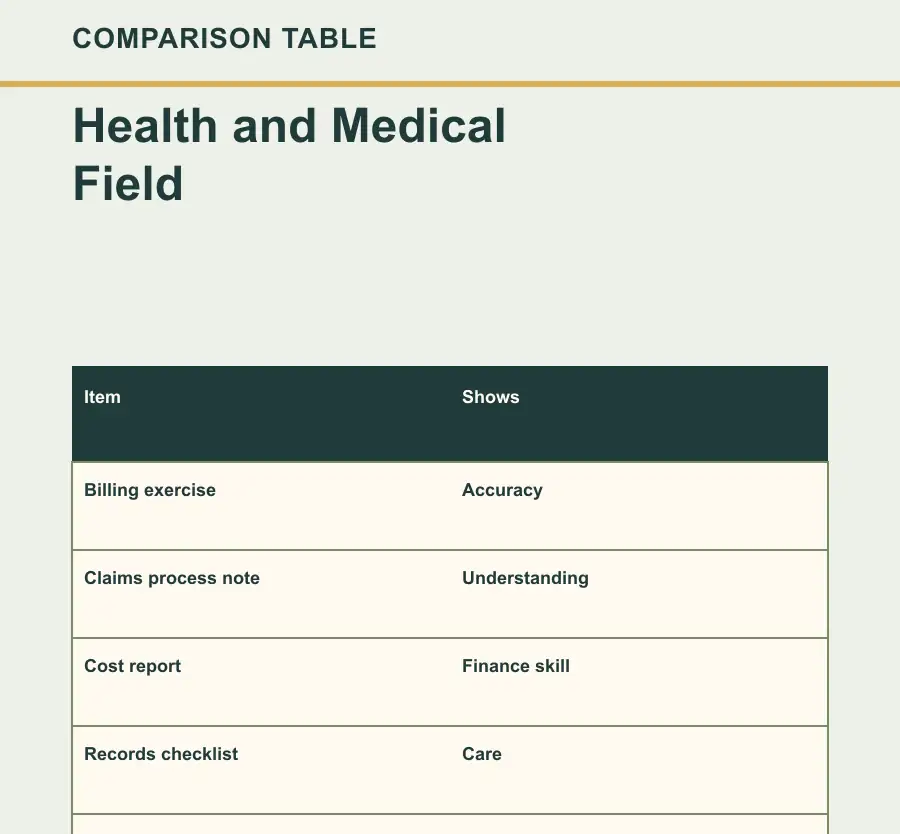 COMPARISON TABLE
Health and Medical
Field
Item Shows
Billing exercise Accuracy
Claims process note Understanding
Cost report Finance skill
Records checklist Care